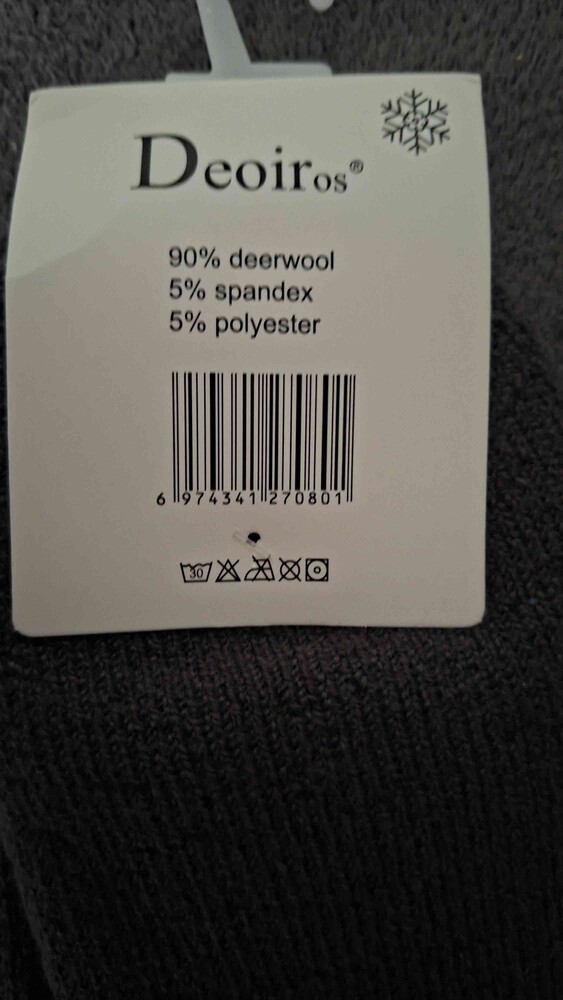 Deoiros®
90% deerwool
5% spandex
5% polyester
6 974341 270801
30